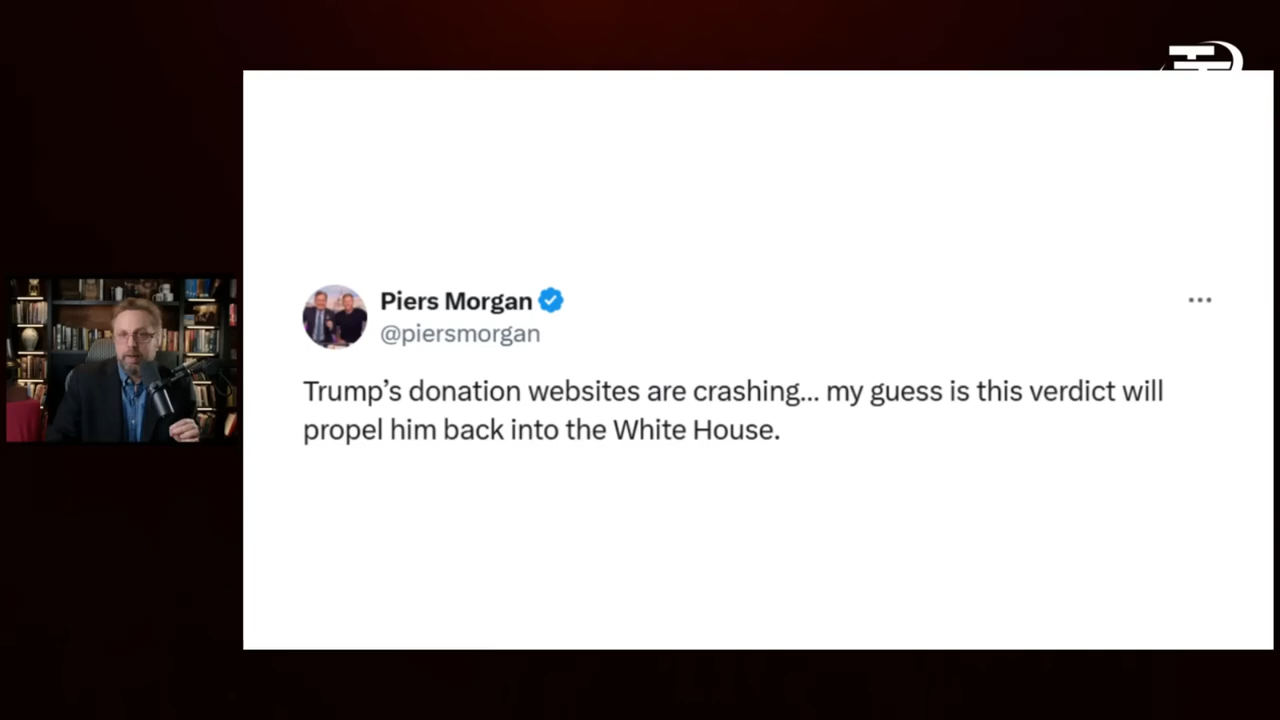 Piers Morgan
@piersmorgan
Trump’s donation websites are crashing... my guess is this verdict will
propel him back into the White House.